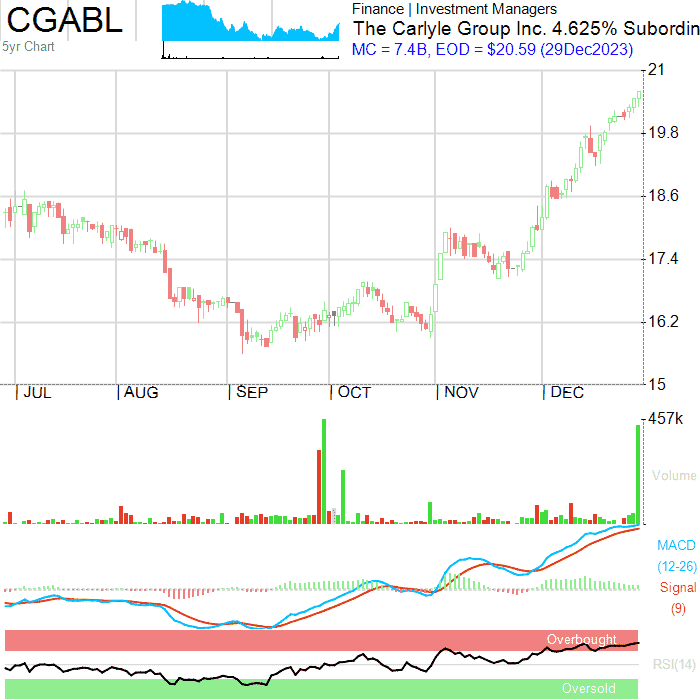 CGABL
5yr Chart
Finance | Investment Managers
The Carlyle Group Inc. 4.625% Subordin
MC = 7.4B, EOD = $20.59 (29Dec2023)
21
19.8
18.6
17.4
16.2
15
JUL AUG SEP OCT NOV DEC
457k
Volume
MACD
(12-26)
Signal
(9)
Overbought
RSI(14)
Oversold